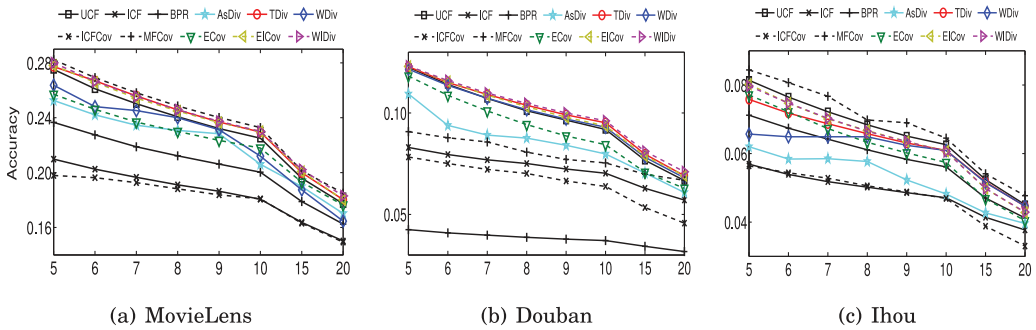 UCF ICF BPR AsDiv TDiv WDiv
ICFCov MFCov ECov EICov WIDiv
Accuracy
0.28
0.24
0.20
0.16
5 6 7 8 9 10 15 20
(a) MovieLens
UCF ICF BPR AsDiv TDiv WDiv
ICFCov MFCov ECov EICov WIDiv
0.10
0.05
5 6 7 8 9 10 15 20
(b) Douban
UCF ICF BPR AsDiv TDiv WDiv
ICFCov MFCov ECov EICov WIDiv
0.08
0.06
0.04
5 6 7 8 9 10 15 20
(c) Ihou